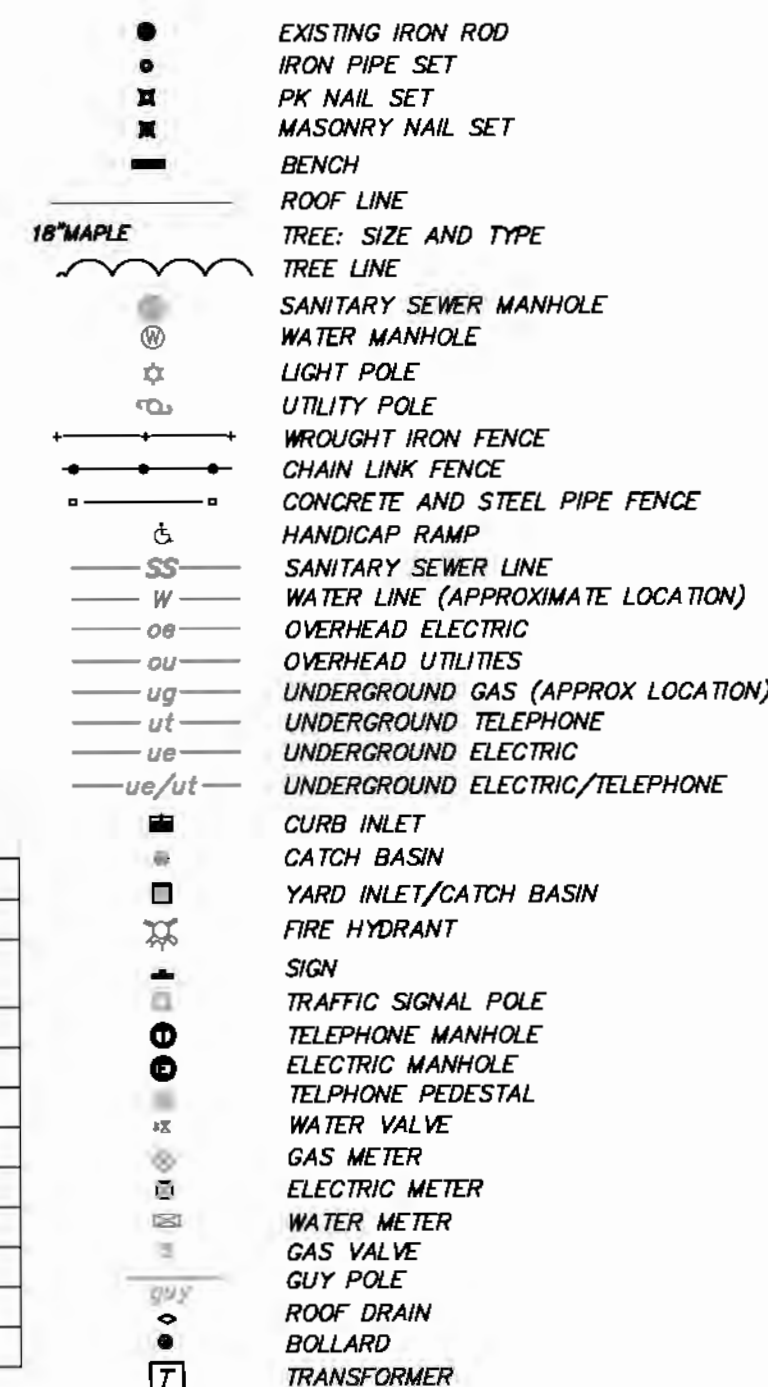 EXISTING IRON ROD
IRON PIPE SET
PK NAIL SET
MASONRY NAIL SET
BENCH
ROOF LINE
18"MAPLE TREE: SIZE AND TYPE
TREE LINE
SANITARY SEWER MANHOLE
W WATER MANHOLE
LIGHT POLE
UTILITY POLE
WROUGHT IRON FENCE
CHAIN LINK FENCE
CONCRETE AND STEEL PIPE FENCE
HANDICAP RAMP
SS SANITARY SEWER LINE
W WATER LINE (APPROXIMATE LOCATION)
oe OVERHEAD ELECTRIC
ou OVERHEAD UTILITIES
ug UNDERGROUND GAS (APPROX LOCATION)
ut UNDERGROUND TELEPHONE
ue UNDERGROUND ELECTRIC
ue/ut UNDERGROUND ELECTRIC/TELEPHONE
CURB INLET
CATCH BASIN
YARD INLET/CATCH BASIN
FIRE HYDRANT
SIGN
TRAFFIC SIGNAL POLE
T TELEPHONE MANHOLE
E ELECTRIC MANHOLE
TELPHONE PEDESTAL
WATER VALVE
GAS METER
ELECTRIC METER
WATER METER
GAS VALVE
guy GUY POLE
ROOF DRAIN
BOLLARD
T TRANSFORMER